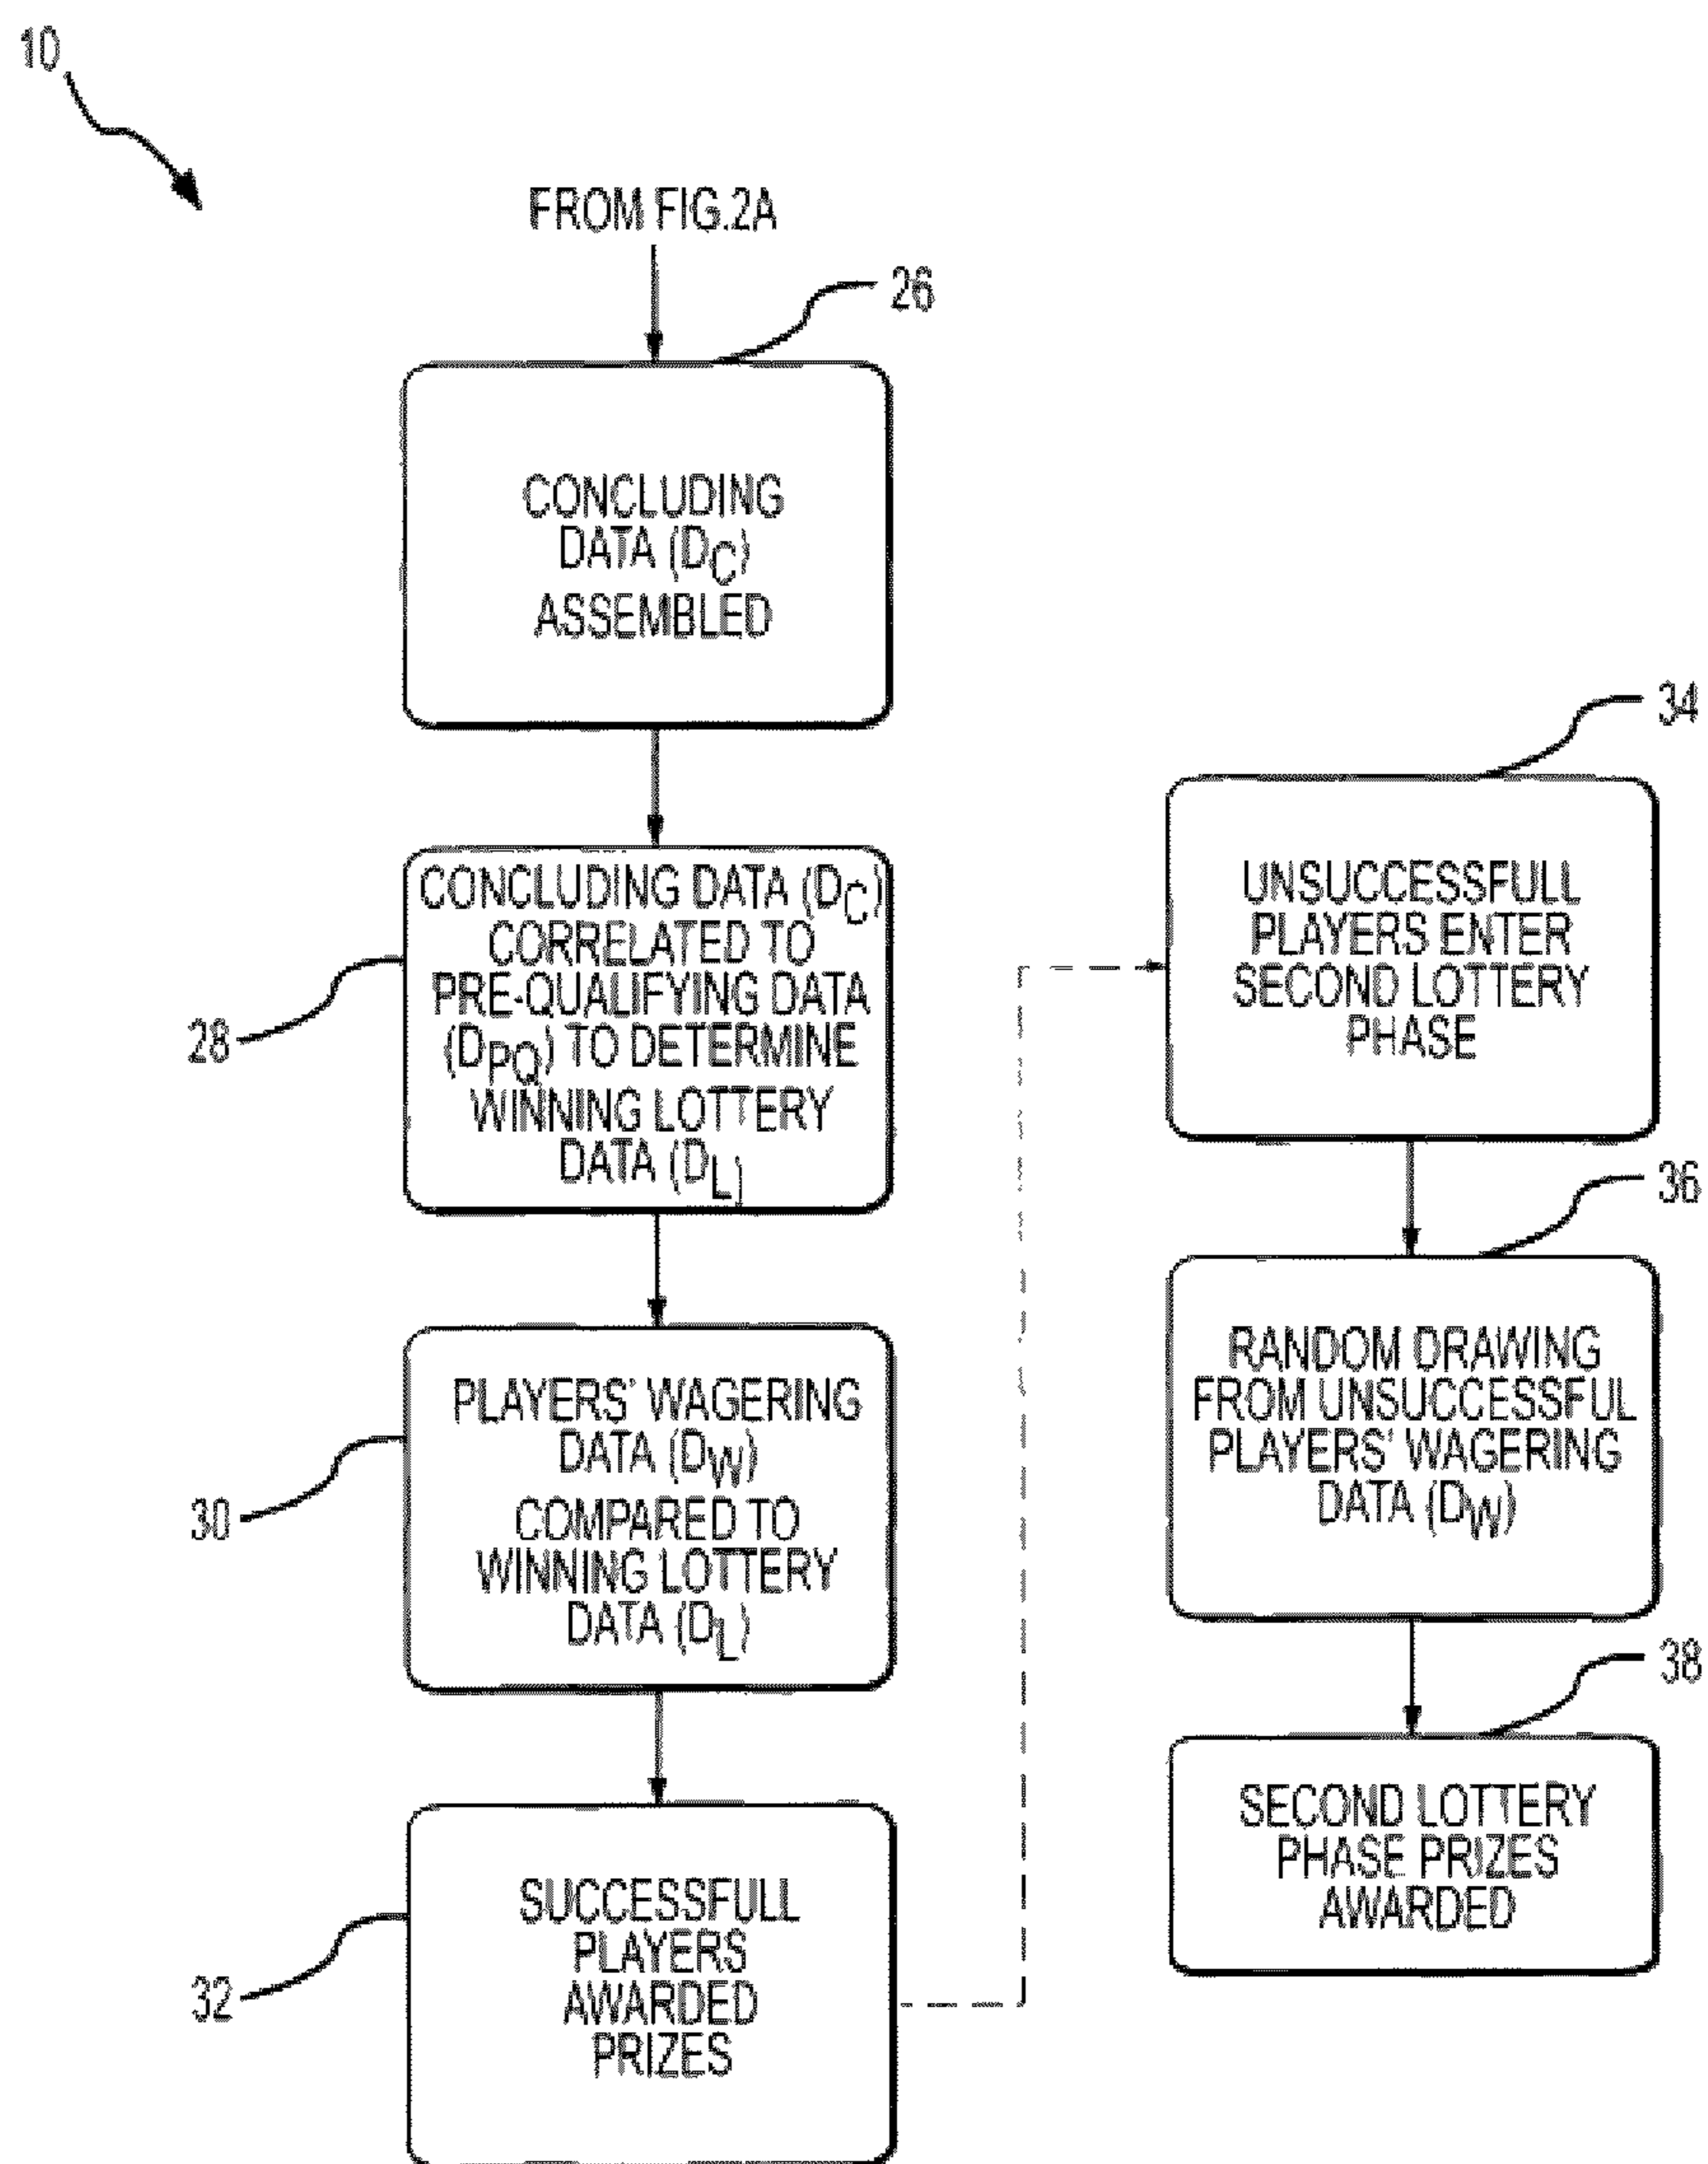 10
FROM FIG.2A
26
CONCLUDING
DATA (DC)
ASSEMBLED
28
CONCLUDING DATA (DC)
CORRELATED TO
PRE-QUALIFYING DATA
(DPQ) TO DETERMINE
WINNING LOTTERY
DATA (DL)
30
PLAYERS' WAGERING
DATA (DW)
COMPARED TO
WINNING LOTTERY
DATA (DL)
32
SUCCESSFULL
PLAYERS
AWARDED
PRIZES
34
UNSUCCESSFULL
PLAYERS ENTER
SECOND LOTTERY
PHASE
36
RANDOM DRAWING
FROM UNSUCCESSFUL
PLAYERS' WAGERING
DATA (DW)
38
SECOND LOTTERY
PHASE PRIZES
AWARDED